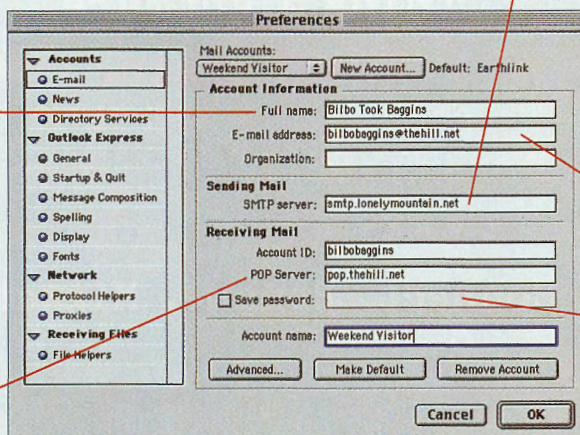 Preferences
Accounts
E-mail
News
Directory Services
Outlook Express
General
Startup & Quit
Message Composition
Spelling
Display
Fonts
Network
Protocol Helpers
Proxies
Receiving Files
File Helpers
Mail Accounts:
Weekend Visitor New Account... Default: Earthlink
Account Information
Full name: Bilbo Took Baggins
E-mail address: bilbobaggins@thehill.net
Organization:
Sending Mail
SMTP server: smtp.lonelymountain.net
Receiving Mail
Account ID: bilbobaggins
POP Server: pop.thehill.net
Save password:
Account name: Weekend Visitor
Advanced... Make Default Remove Account
Cancel OK